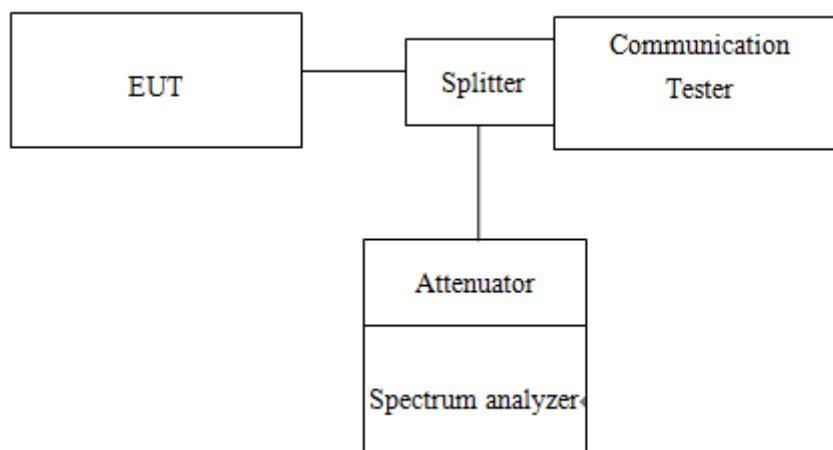 EUT
Splitter
Communication
Tester
Attenuator
Spectrum analyzer